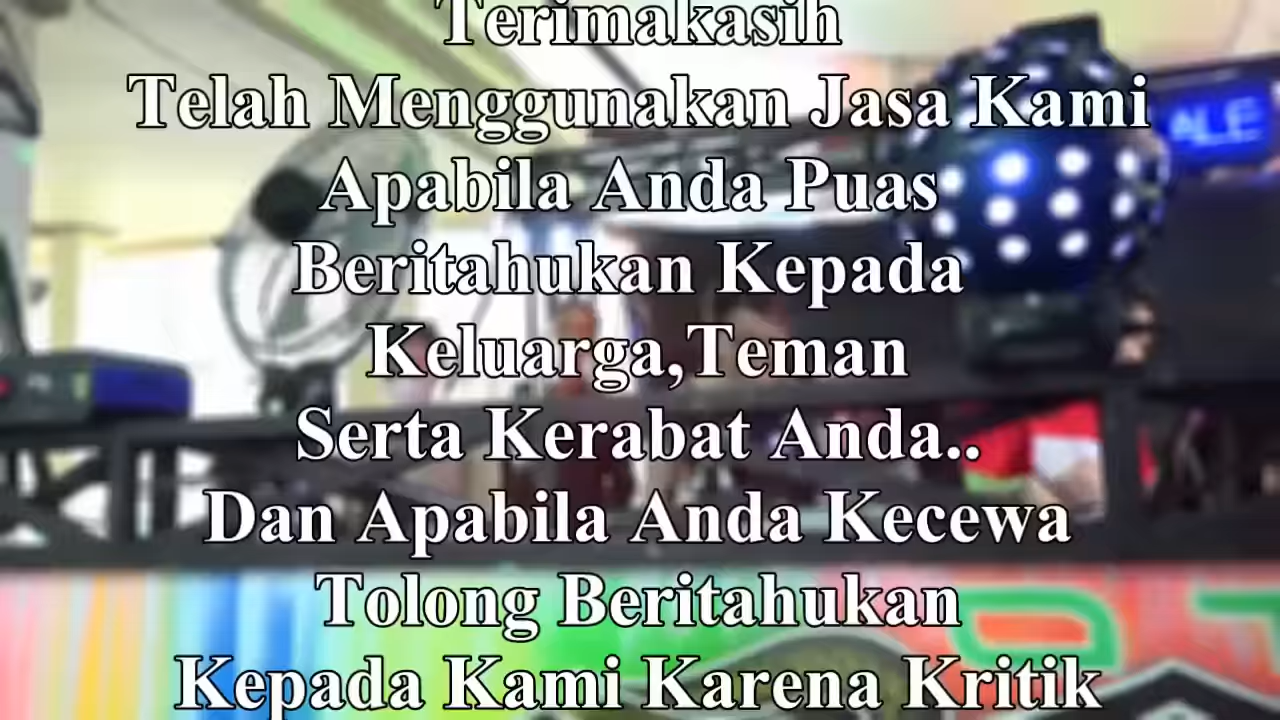 Terimakasih
Telah Menggunakan Jasa Kami
Apabila Anda Puas
Beritahukan Kepada
Keluarga,Teman
Serta Kerabat Anda..
Dan Apabila Anda Kecewa
Tolong Beritahukan
Kepada Kami Karena Kritik
ALE